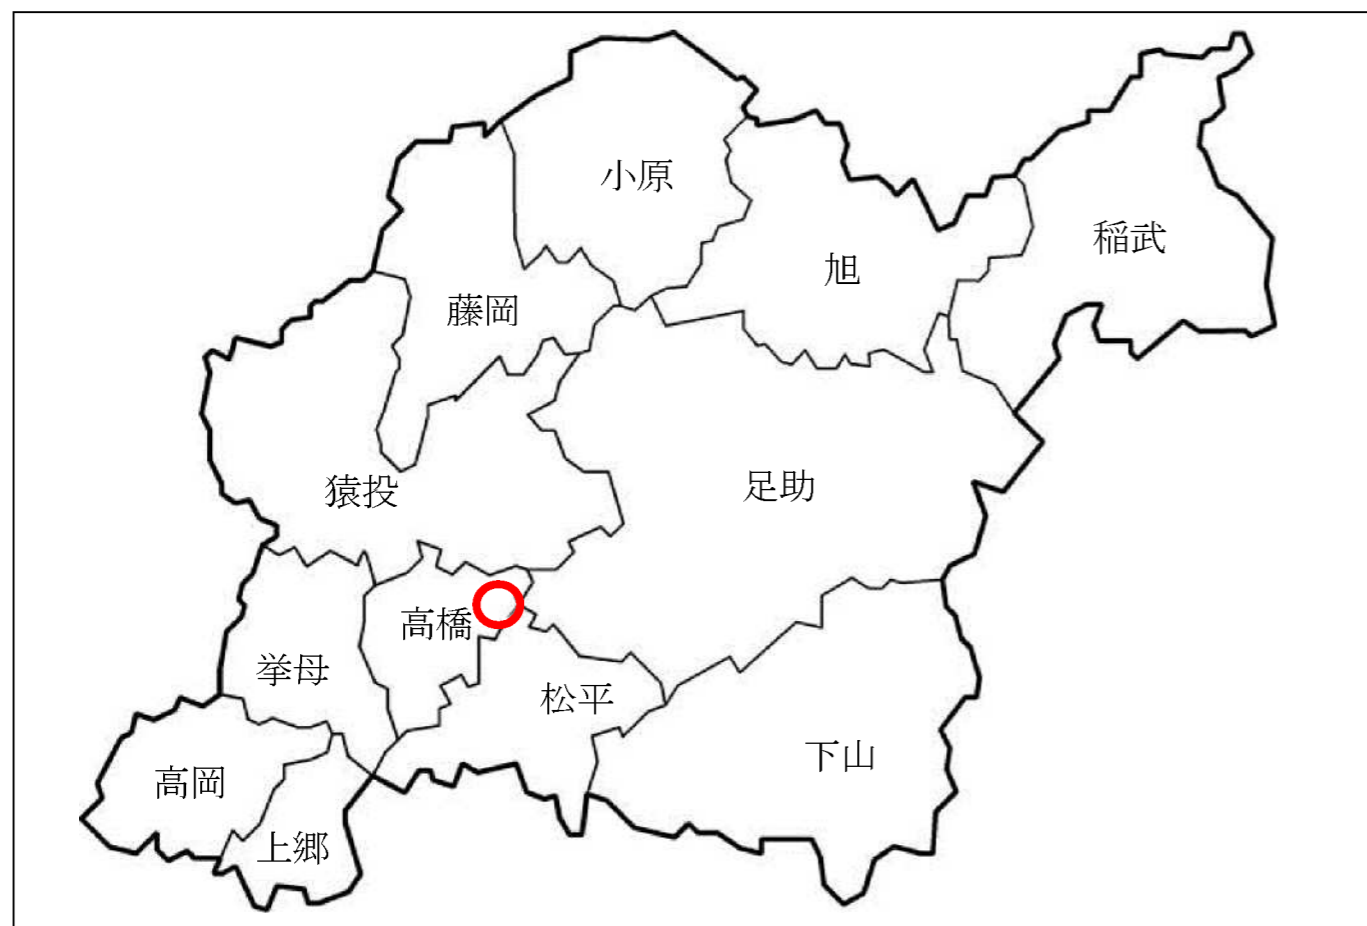 小原
稲武
旭
藤岡
猿投
足助
高橋
挙母
松平
下山
高岡
上郷